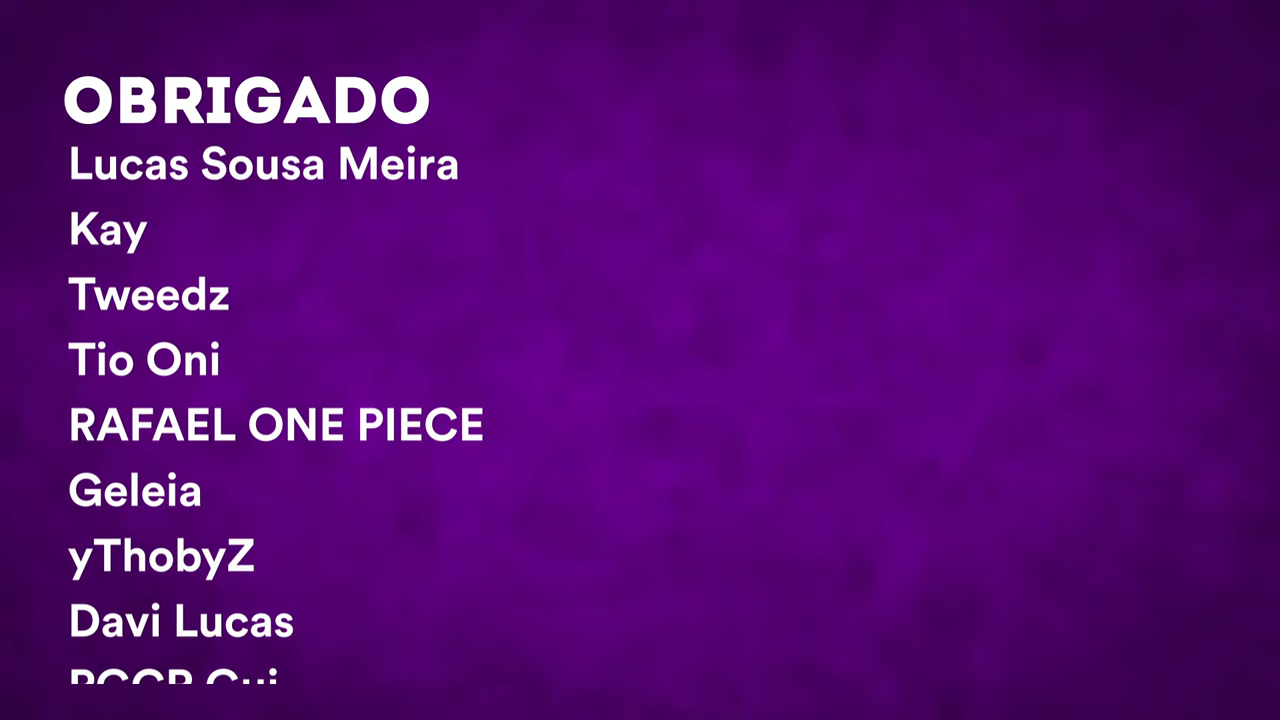 OBRIGADO
Lucas Sousa Meira
Kay
Tweedz
Tio Oni
RAFAEL ONE PIECE
Geleia
yThobyZ
Davi Lucas